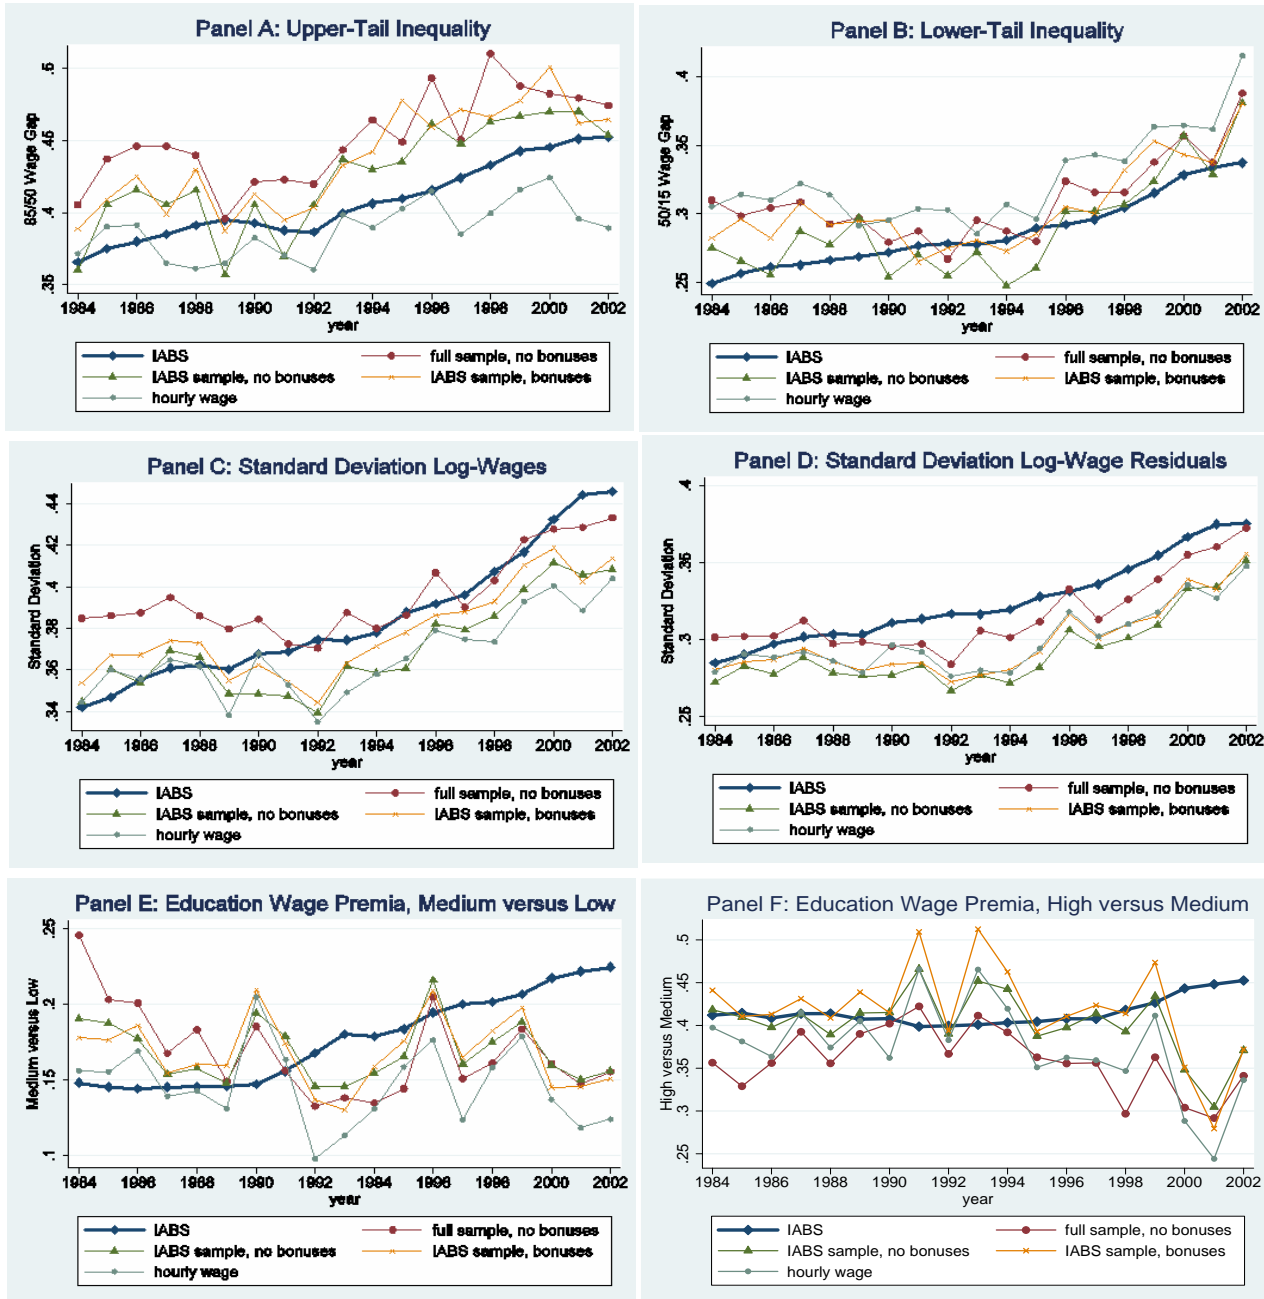 Panel A: Upper-Tail Inequality
85/50 Wage Gap
.5
.45
.4
.35
1984 1986 1988 1990 1992 1994 1996 1998 2000 2002
year
IABS
full sample, no bonuses
IABS sample, no bonuses
IABS sample, bonuses
hourly wage
Panel B: Lower-Tail Inequality
50/15 Wage Gap
.4
.35
.3
.25
1984 1986 1988 1990 1992 1994 1996 1998 2000 2002
year
IABS
full sample, no bonuses
IABS sample, no bonuses
IABS sample, bonuses
hourly wage
Panel C: Standard Deviation Log-Wages
Standard Deviation
.44
.42
.4
.38
.36
.34
1984 1986 1988 1990 1992 1994 1996 1998 2000 2002
year
IABS
full sample, no bonuses
IABS sample, no bonuses
IABS sample, bonuses
hourly wage
Panel D: Standard Deviation Log-Wage Residuals
Standard Deviation
.4
.35
.3
.25
1984 1986 1988 1990 1992 1994 1996 1998 2000 2002
year
IABS
full sample, no bonuses
IABS sample, no bonuses
IABS sample, bonuses
hourly wage
Panel E: Education Wage Premia, Medium versus Low
Medium versus Low
.25
.2
.15
.1
1984 1986 1988 1990 1992 1994 1996 1998 2000 2002
year
IABS
full sample, no bonuses
IABS sample, no bonuses
IABS sample, bonuses
hourly wage
Panel F: Education Wage Premia, High versus Medium
High versus Medium
.5
.45
.4
.35
.3
.25
1984 1986 1988 1990 1992 1994 1996 1998 2000 2002
year
IABS
full sample, no bonuses
IABS sample, no bonuses
IABS sample, bonuses
hourly wage